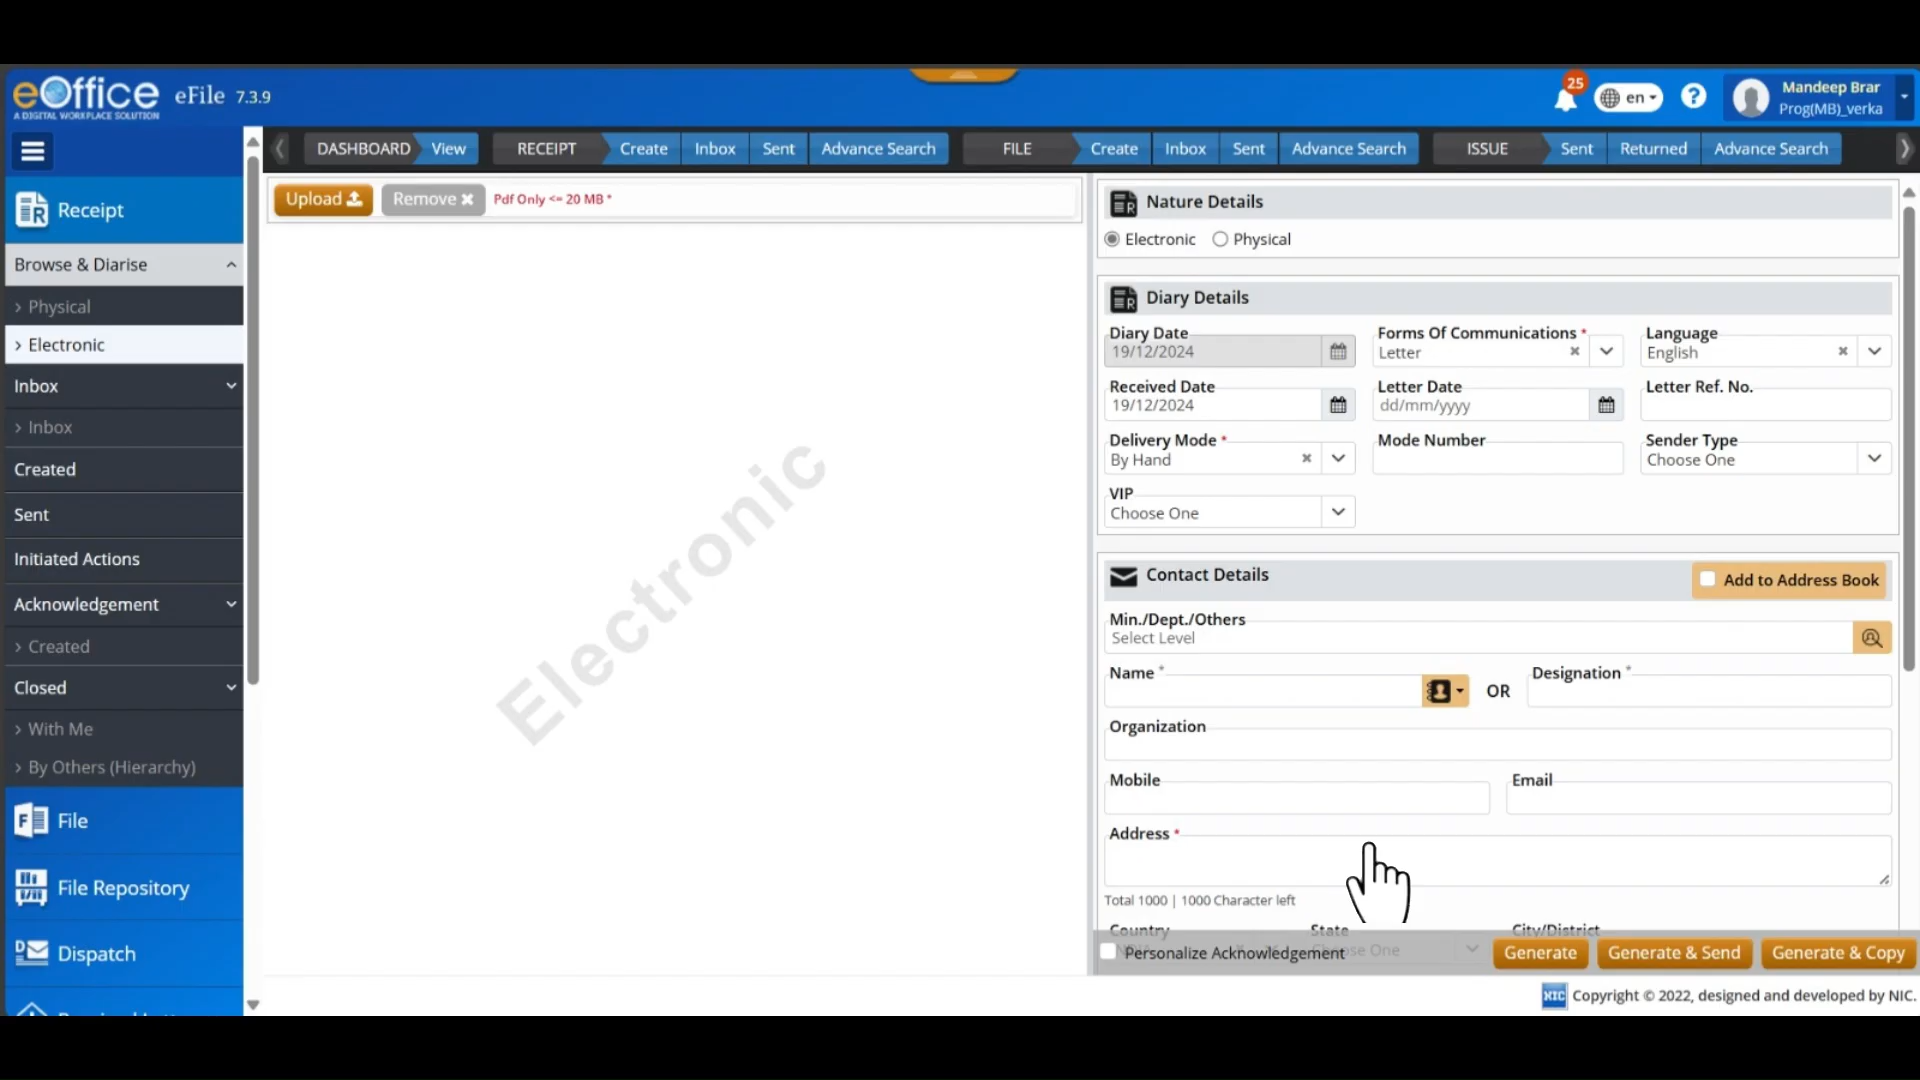 eOffice eFile 7.3.9
A DIGITAL WORKPLACE SOLUTION
25
en
?
Mandeep Brar
Prog(MB)_verka
DASHBOARD View RECEIPT Create Inbox Sent Advance Search FILE Create Inbox Sent Advance Search ISSUE Sent Returned Advance Search
Receipt
Browse & Diarise
> Physical
> Electronic
Inbox
> Inbox
Created
Sent
Initiated Actions
Acknowledgement
> Created
Closed
> With Me
> By Others (Hierarchy)
File
File Repository
Dispatch
Upload Remove Pdf Only <= 20 MB *
Electronic
Nature Details
Electronic Physical
Diary Details
Diary Date Forms Of Communications * Language
19/12/2024 Letter English
Received Date Letter Date Letter Ref. No.
19/12/2024 dd/mm/yyyy
Delivery Mode * Mode Number Sender Type
By Hand Choose One
VIP
Choose One
Contact Details Add to Address Book
Min./Dept./Others
Select Level
Name * OR Designation *
Organization
Mobile Email
Address *
Total 1000 | 1000 Character left
Country State City/District
Personalize Acknowledgement Generate Generate & Send Generate & Copy
NIC Copyright © 2022, designed and developed by NIC.